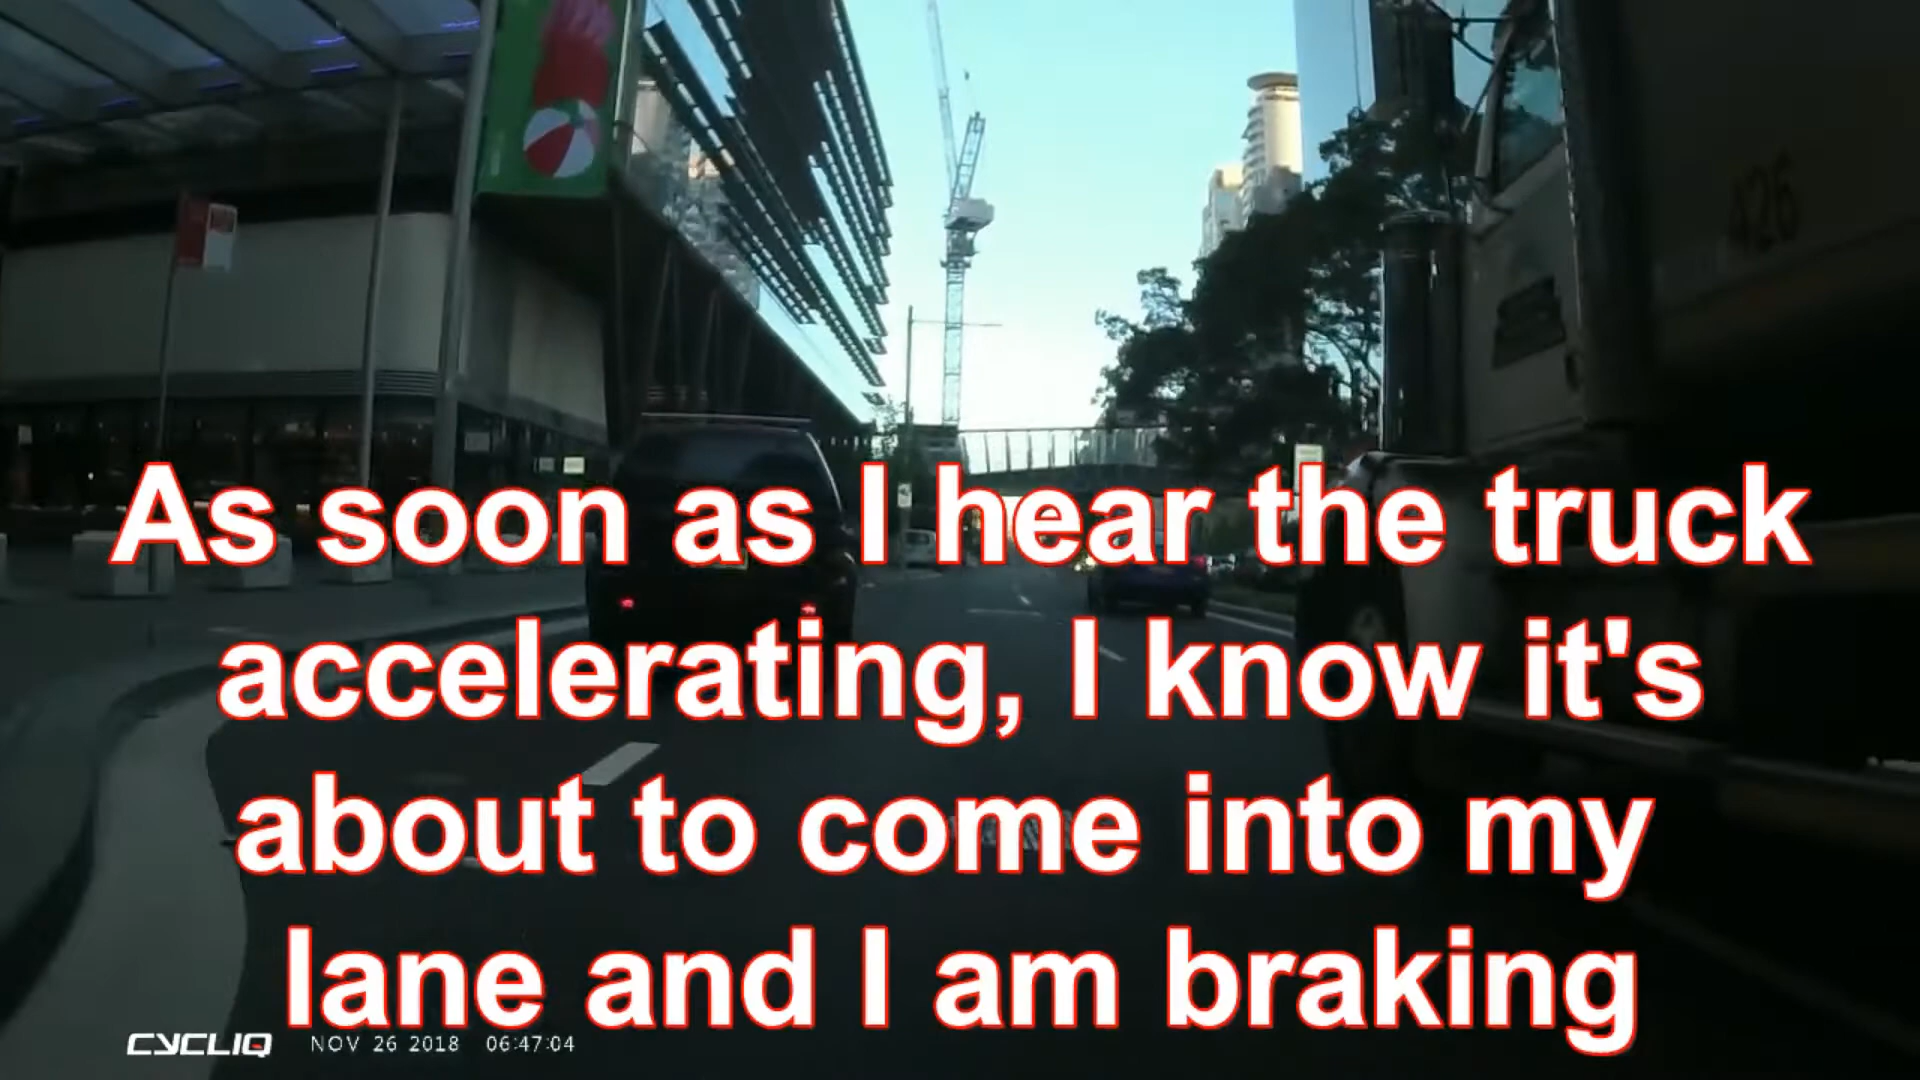 426
As soon as I hear the truck
accelerating, I know it's
about to come into my
lane and I am braking
CYCLIQ NOV 26 2018 06:47:04